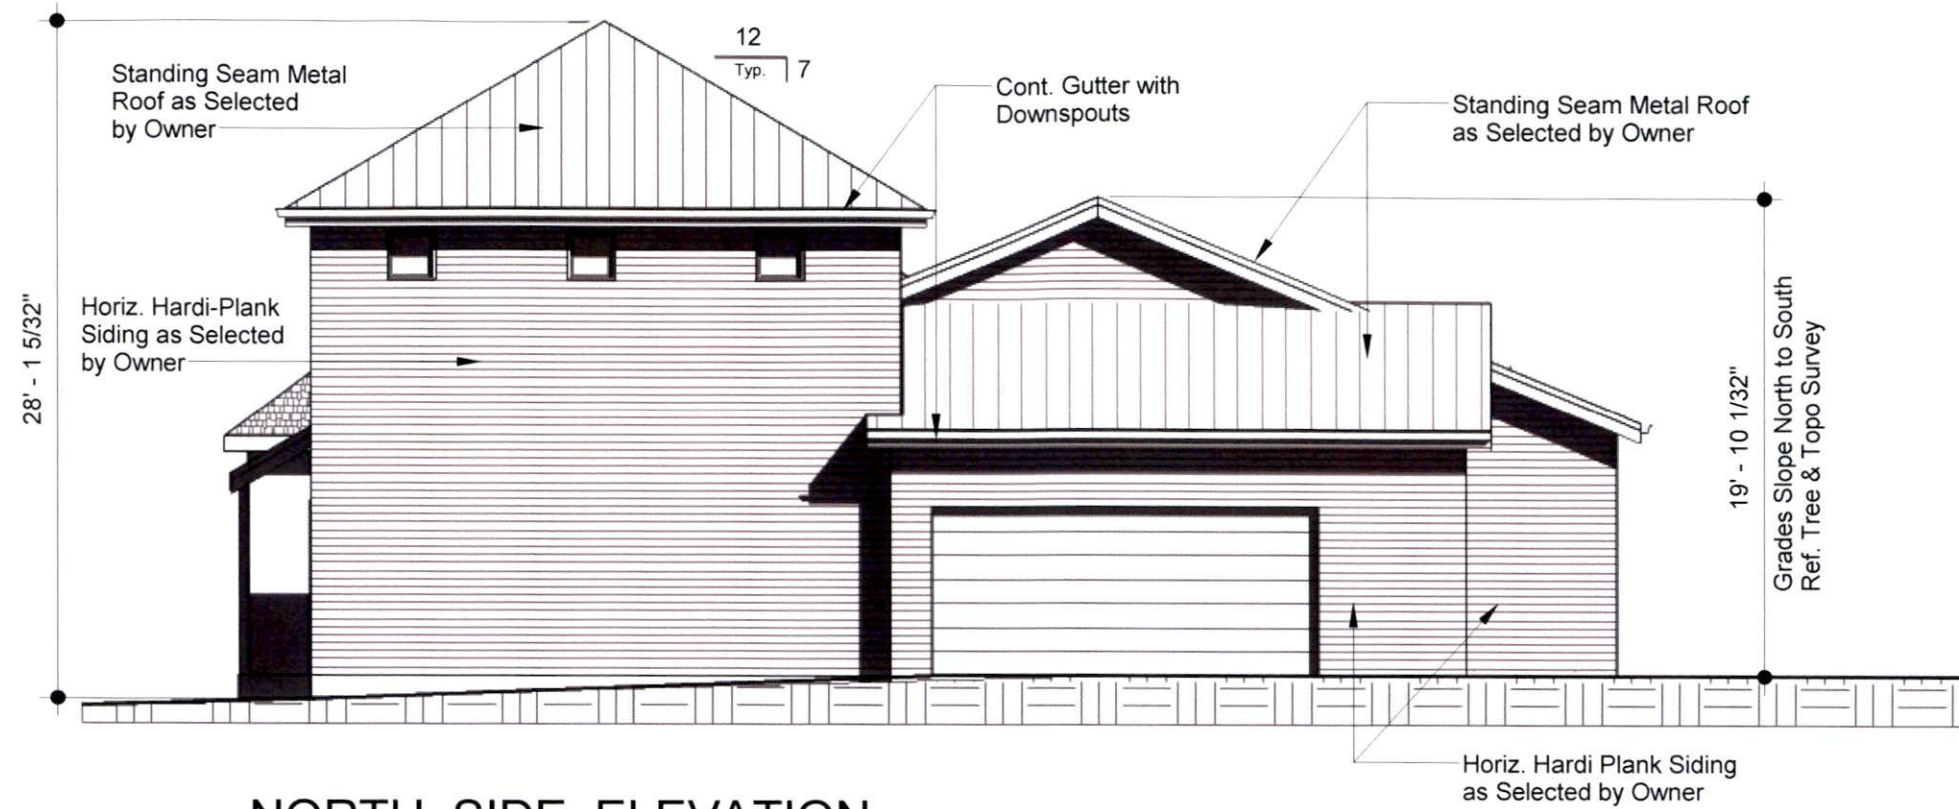 12
Typ.
7
Standing Seam Metal
Roof as Selected
by Owner
Cont. Gutter with
Downspouts
Standing Seam Metal Roof
as Selected by Owner
Horiz. Hardi-Plank
Siding as Selected
by Owner
28' - 1 5/32"
19' - 10 1/32"
Grades Slope North to South
Ref. Tree & Topo Survey
Horiz. Hardi Plank Siding
as Selected by Owner
NORTH SIDE ELEVATION